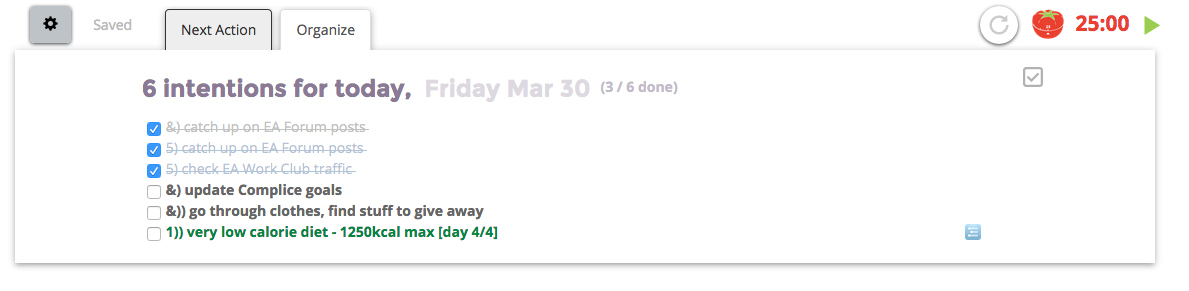 Saved Next Action Organize 25:00
6 intentions for today, Friday Mar 30 (3 / 6 done)
&) catch up on EA Forum posts
5) catch up on EA Forum posts
5) check EA Work Club traffic
&) update Complice goals
&)) go through clothes, find stuff to give away
1)) very low calorie diet - 1250kcal max [day 4/4]